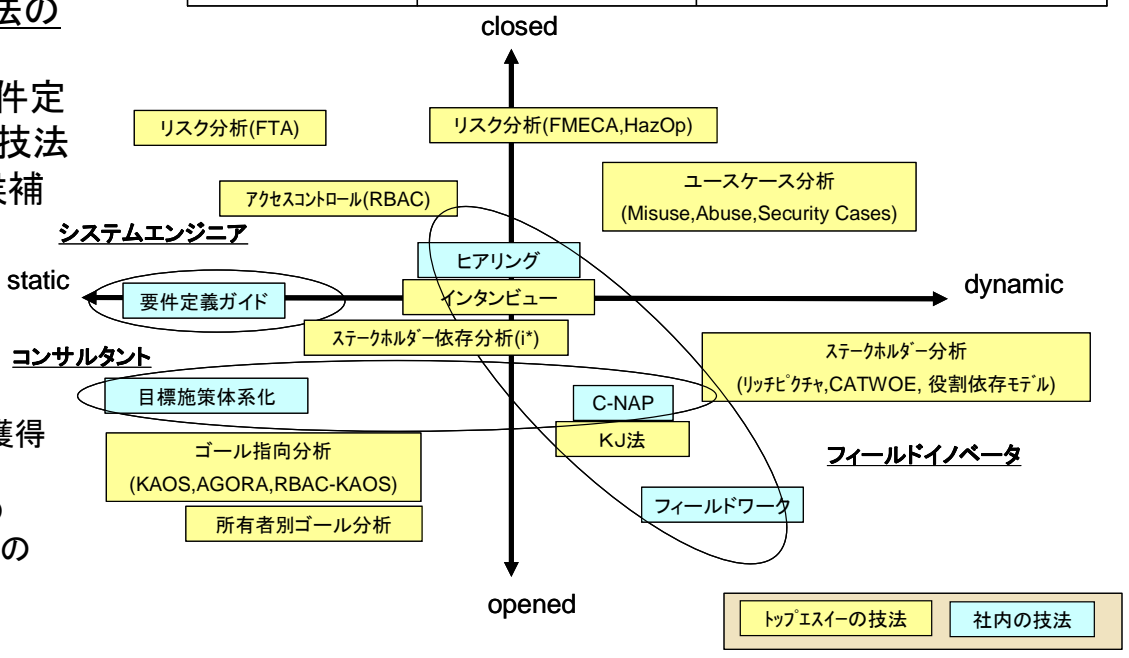 法の
closed
件定
技法
候補
リスク分析(FTA)
リスク分析(FMECA,HazOp)
ユースケース分析
(Misuse,Abuse,Security Cases)
アクセスコントロール(RBAC)
システムエンジニア
ヒアリング
static
dynamic
要件定義ガイド
インタンビュー
ステークホルダー依存分析(i*)
コンサルタント
ステークホルダー分析
(リッチピクチャ,CATWOE, 役割依存モデル)
目標施策体系化
C-NAP
獲得
KJ法
ゴール指向分析
(KAOS,AGORA,RBAC-KAOS)
フィールドイノベータ
フィールドワーク
所有者別ゴール分析
の
opened
トップエスイーの技法
社内の技法